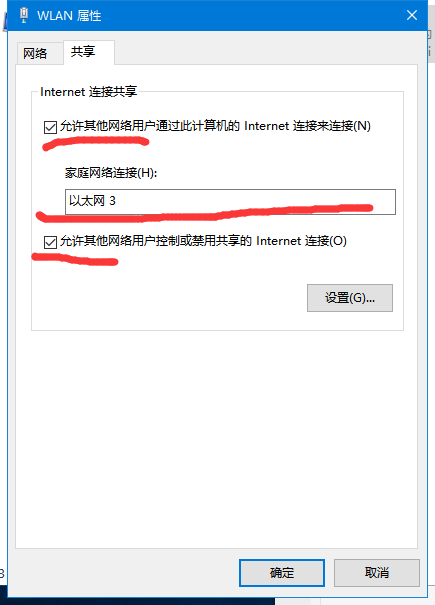 WLAN 属性
网络
共享
Internet 连接共享
允许其他网络用户通过此计算机的 Internet 连接来连接(N)
家庭网络连接(H):
以太网 3
允许其他网络用户控制或禁用共享的 Internet 连接(O)
设置(G)...
确定
取消